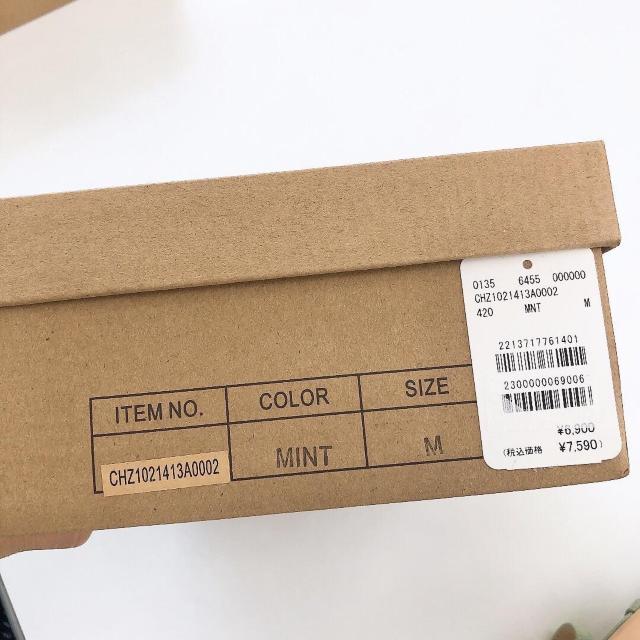 0135 6455 000000
CHZ1021413A0002
420 MNT M
2213717761401
2300000069006
¥6,900
(税込価格 ¥7,590)
ITEM NO. COLOR SIZE
CHZ1021413A0002 MINT M